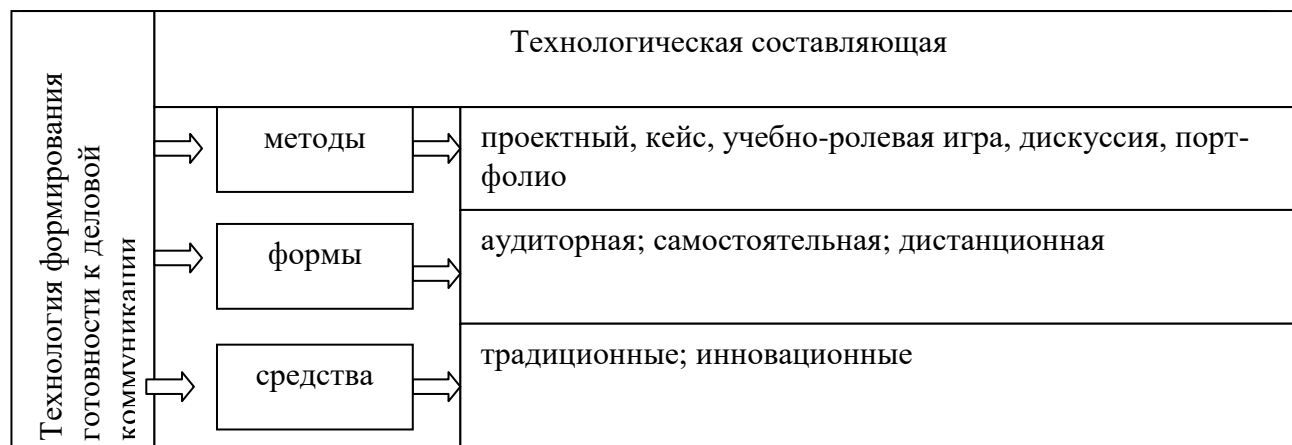 Технология формирования
готовности к деловой
коммуникации
Технологическая составляющая
методы
проектный, кейс, учебно-ролевая игра, дискуссия, порт-
фолио
формы
аудиторная; самостоятельная; дистанционная
средства
традиционные; инновационные